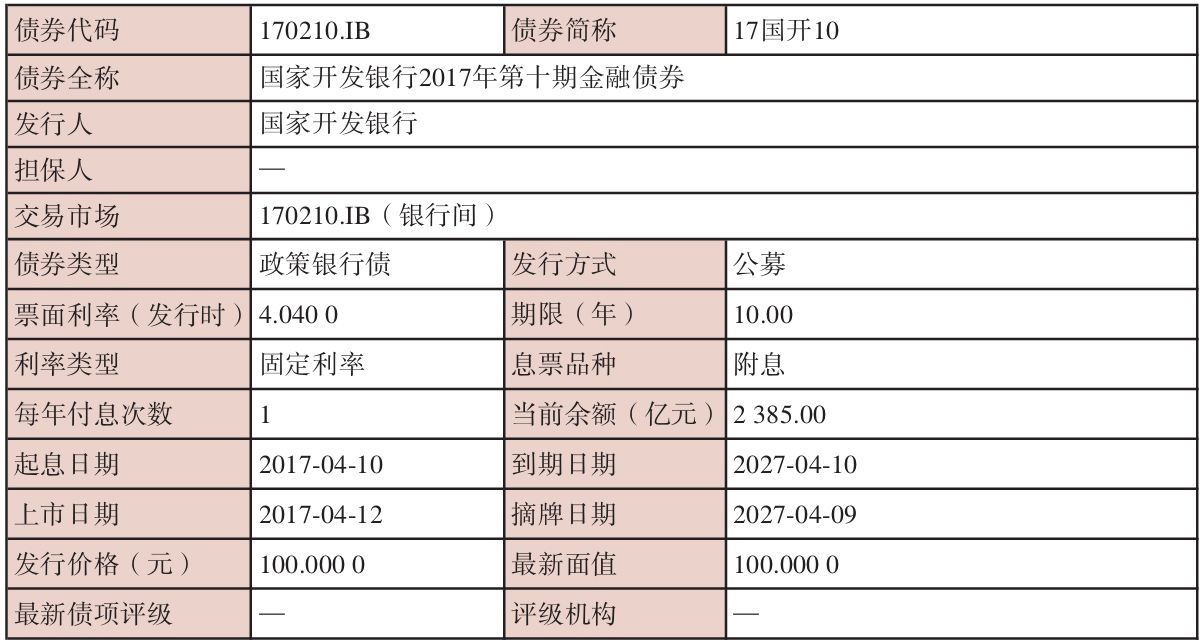 债券代码 170210.IB 债券简称 17国开10
债券全称 国家开发银行2017年第十期金融债券
发行人 国家开发银行
担保人 —
交易市场 170210.IB（银行间）
债券类型 政策银行债 发行方式 公募
票面利率（发行时） 4.040 0 期限（年） 10.00
利率类型 固定利率 息票品种 附息
每年付息次数 1 当前余额（亿元） 2 385.00
起息日期 2017-04-10 到期日期 2027-04-10
上市日期 2017-04-12 摘牌日期 2027-04-09
发行价格（元） 100.000 0 最新面值 100.000 0
最新债项评级 — 评级机构 —